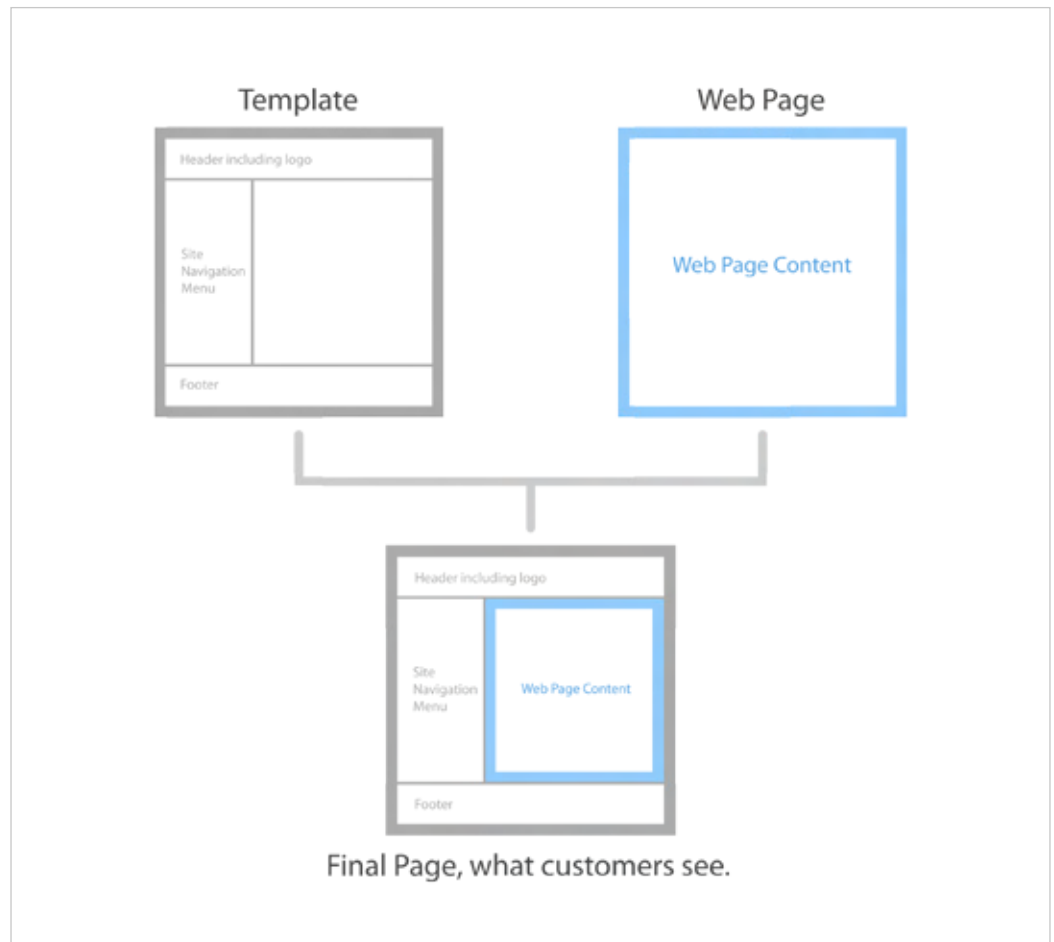 Template
Web Page
Header including logo
Site
Navigation
Menu
Footer
Web Page Content
Header including logo
Site
Navigation
Menu
Web Page Content
Footer
Final Page, what customers see.